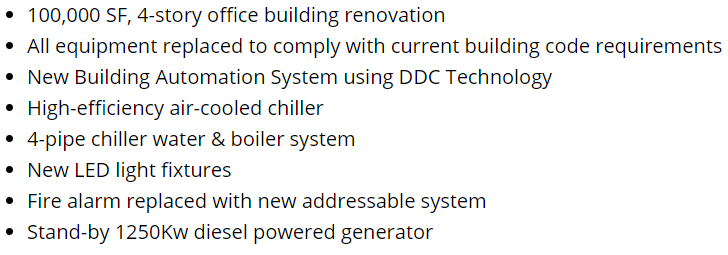 • 100,000 SF, 4-story office building renovation
• All equipment replaced to comply with current building code requirements
• New Building Automation System using DDC Technology
• High-efficiency air-cooled chiller
• 4-pipe chiller water & boiler system
• New LED light fixtures
• Fire alarm replaced with new addressable system
• Stand-by 1250Kw diesel powered generator